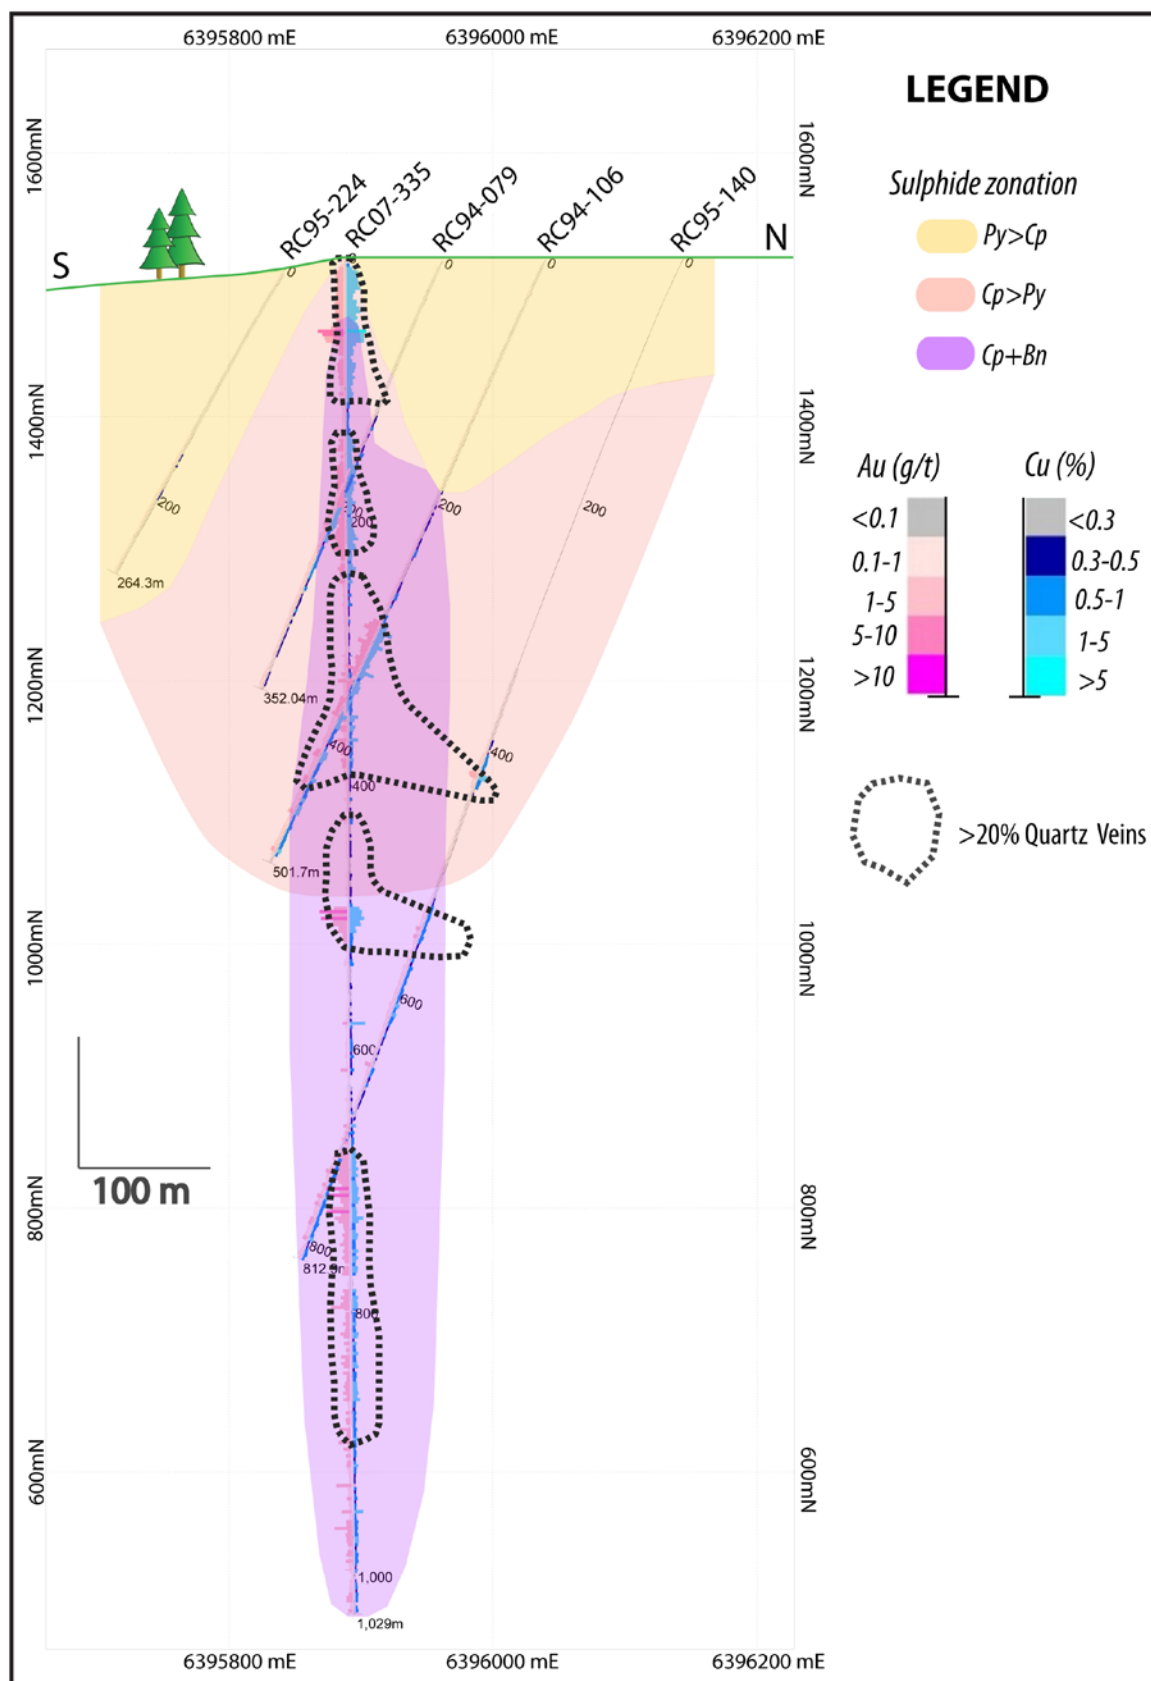 6395800 mE 6396000 mE 6396200 mE
LEGEND
1600mN 1600mN
Sulphide zonation
Py>Cp
Cp>Py
Cp+Bn
RC95-224 RC07-335 RC94-079 RC94-106 RC95-140
S N
0 0 0 0
1400mN 1400mN
Au (g/t) Cu (%)
<0.1 <0.3
0.1-1 0.3-0.5
1-5 0.5-1
5-10 1-5
>10 >5
200 200 200 200
264.3m
1200mN 1200mN
352.04m
400 400
400
>20% Quartz Veins
501.7m
1000mN 1000mN
600
600
100 m
800mN 800mN
800
800
600mN 600mN
1,000
1,029m
6395800 mE 6396000 mE 6396200 mE